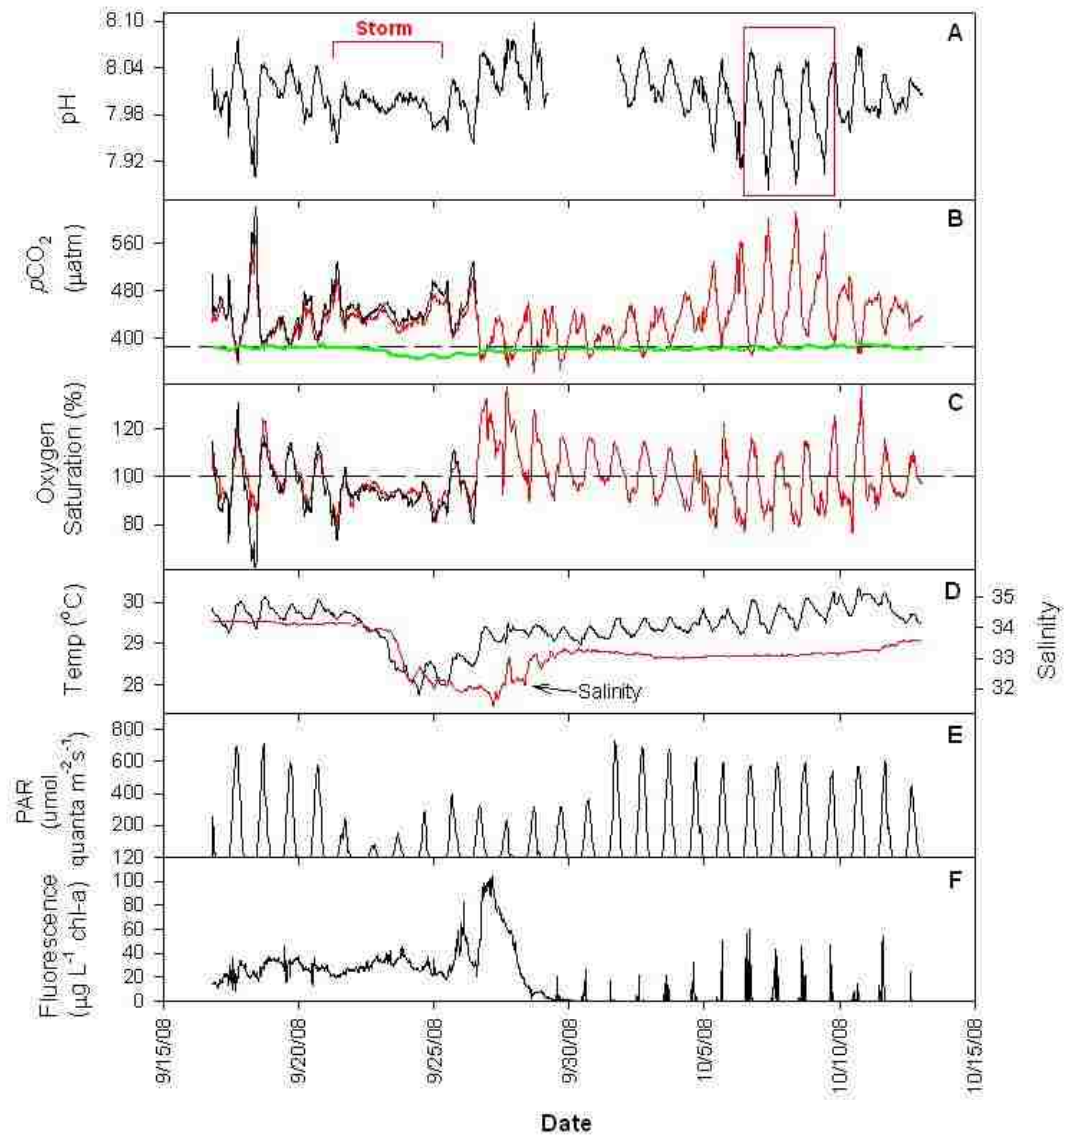 8.10
8.04
7.98
7.92
pH
Storm
A
560
480
400
pCO₂
(µatm)
B
120
100
80
Oxygen
Saturation (%)
C
30
29
28
Temp (°C)
35
34
33
32
Salinity
Salinity
D
800
600
400
200
PAR
(umol
quanta m⁻²s⁻¹)
E
120
100
80
60
40
20
0
Fluorescence
(µg L⁻¹ chl-a)
F
9/15/08
9/20/08
9/25/08
9/30/08
10/5/08
10/10/08
10/15/08
Date